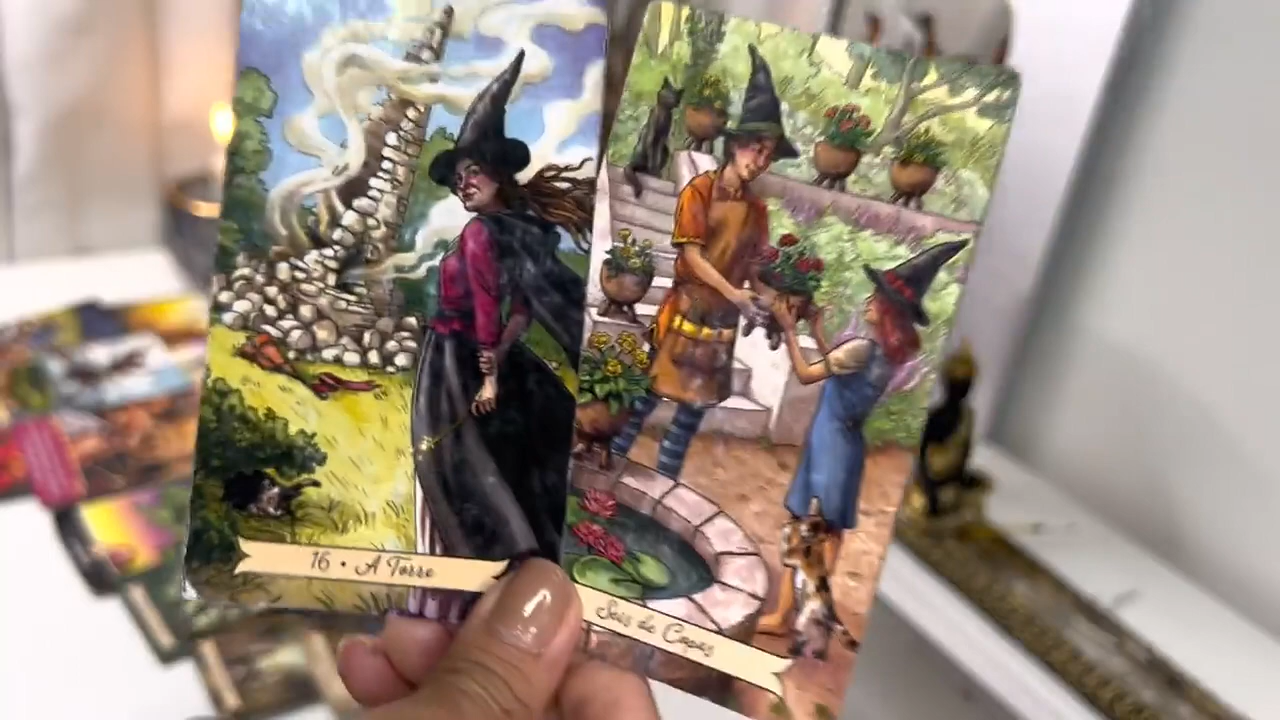 16 • A Torre
Seis de Copas